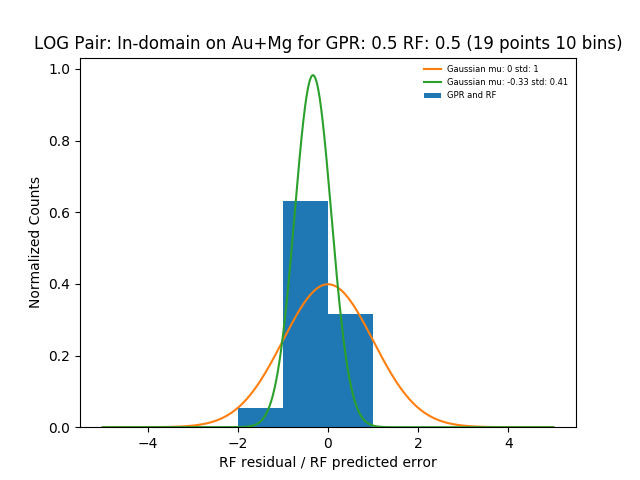 LOG Pair: In-domain on Au+Mg for GPR: 0.5 RF: 0.5 (19 points 10 bins)
Gaussian mu: 0 std: 1
Gaussian mu: -0.33 std: 0.41
GPR and RF
Normalized Counts
1.0
0.8
0.6
0.4
0.2
0.0
−4 −2 0 2 4
RF residual / RF predicted error